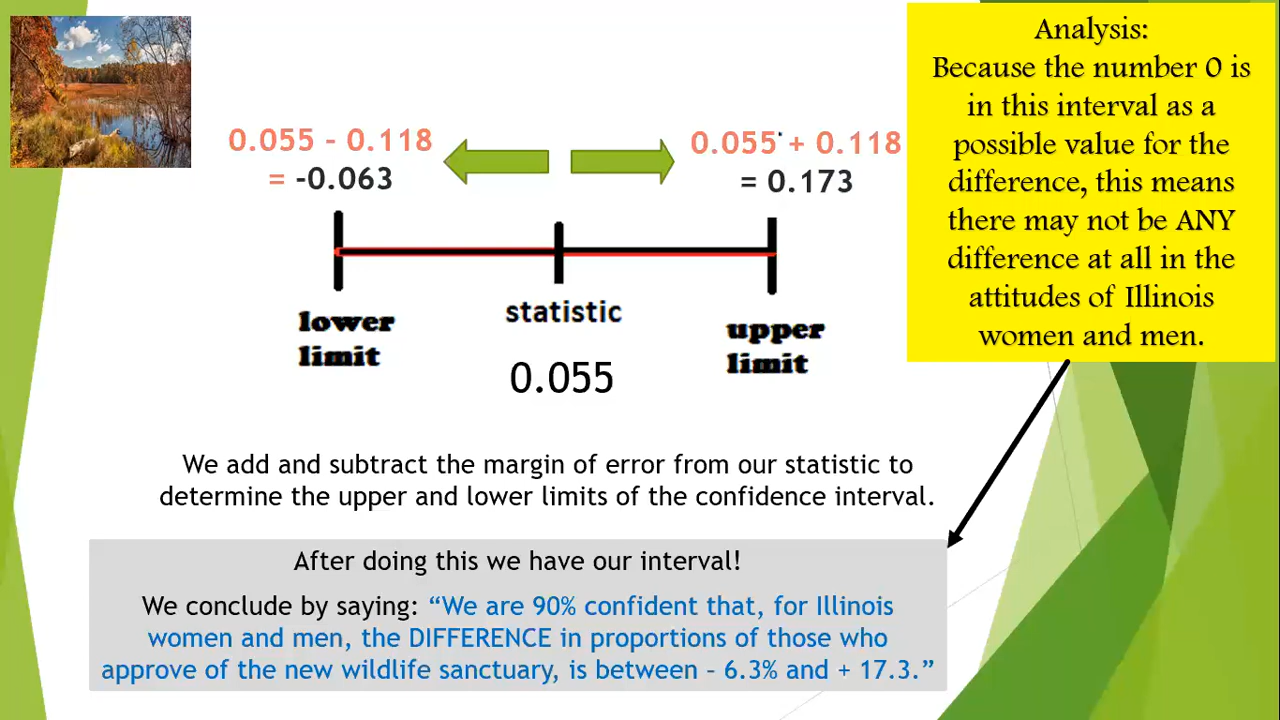 Analysis:
Because the number 0 is
in this interval as a
possible value for the
difference, this means
there may not be ANY
difference at all in the
attitudes of Illinois
women and men.
0.055 – 0.118
= -0.063
0.055 + 0.118
= 0.173
lower
limit
statistic
0.055
upper
limit
We add and subtract the margin of error from our statistic to
determine the upper and lower limits of the confidence interval.
After doing this we have our interval!
We conclude by saying: “We are 90% confident that, for Illinois
women and men, the DIFFERENCE in proportions of those who
approve of the new wildlife sanctuary, is between – 6.3% and + 17.3.”